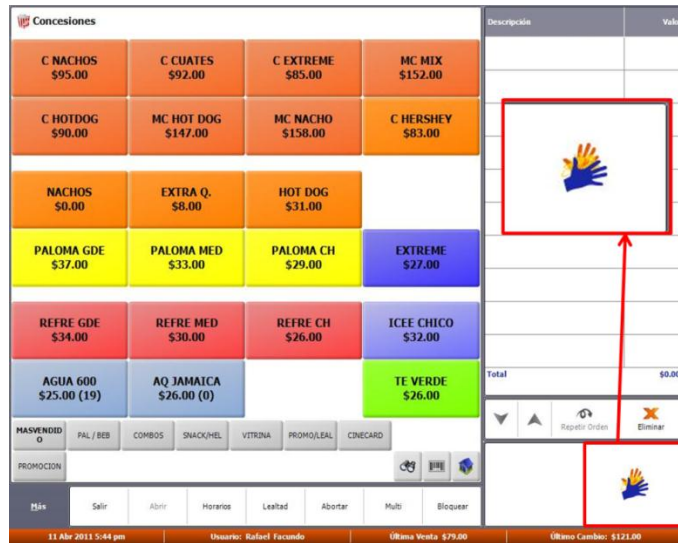 Concesiones
C NACHOS
$95.00
C CUATES
$92.00
C EXTREME
$85.00
MC MIX
$152.00
C HOTDOG
$90.00
MC HOT DOG
$147.00
MC NACHO
$158.00
C HERSHEY
$83.00
NACHOS
$0.00
EXTRA Q.
$8.00
HOT DOG
$31.00
PALOMA GDE
$37.00
PALOMA MED
$33.00
PALOMA CH
$29.00
EXTREME
$27.00
REFRE GDE
$34.00
REFRE MED
$30.00
REFRE CH
$26.00
ICEE CHICO
$32.00
AGUA 600
$25.00 (19)
AQ JAMAICA
$26.00 (0)
TE VERDE
$26.00
MASVENDID
O
PAL / BEB
COMBOS
SNACK/HEL
VITRINA
PROMO/LEAL
CINECARD
PROMOCION
Más
Salir
Abrir
Horarios
Lealtad
Abortar
Multi
Bloquear
Descripción
Valo
Total
$0.00
Repetir Orden
Eliminar
11 Abr 2011 5:44 pm
Usuario: Rafael Facundo
Última Venta $79.00
Último Cambio: $121.00